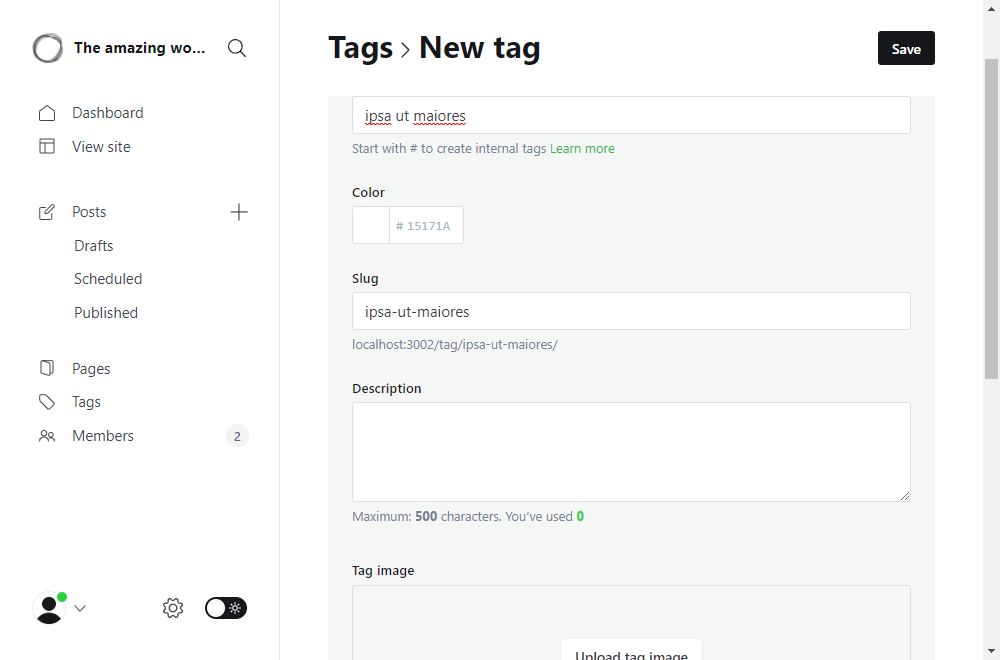 The amazing wo...
Dashboard
View site
Posts
Drafts
Scheduled
Published
Pages
Tags
Members
2
Tags > New tag
Save
ipsa ut maiores
Start with # to create internal tags Learn more
Color
# 15171A
Slug
ipsa-ut-maiores
localhost:3002/tag/ipsa-ut-maiores/
Description
Maximum: 500 characters. You’ve used 0
Tag image
Upload tag image